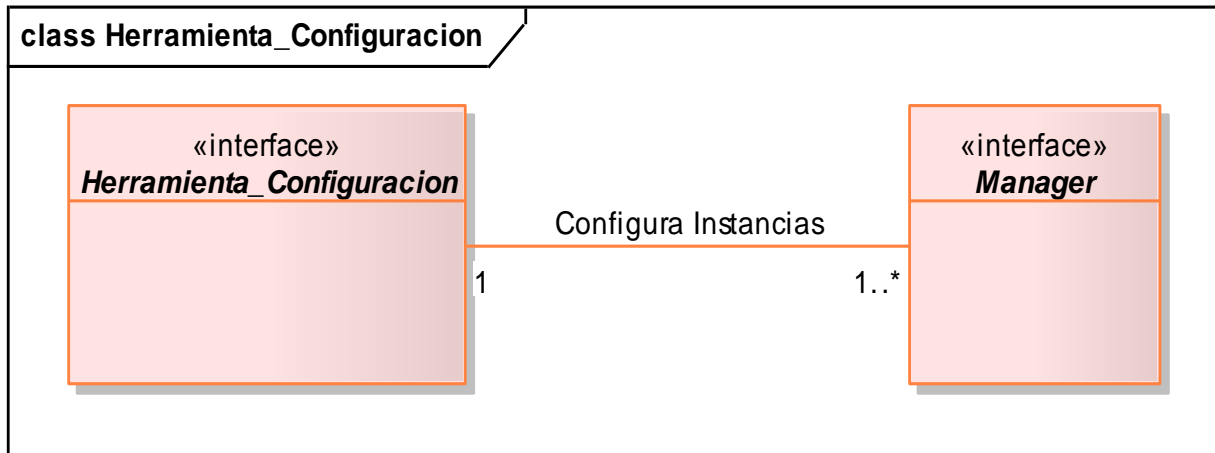 class Herramienta_Configuracion
«interface»
Herramienta_Configuracion
«interface»
Manager
Configura Instancias
1
1..*